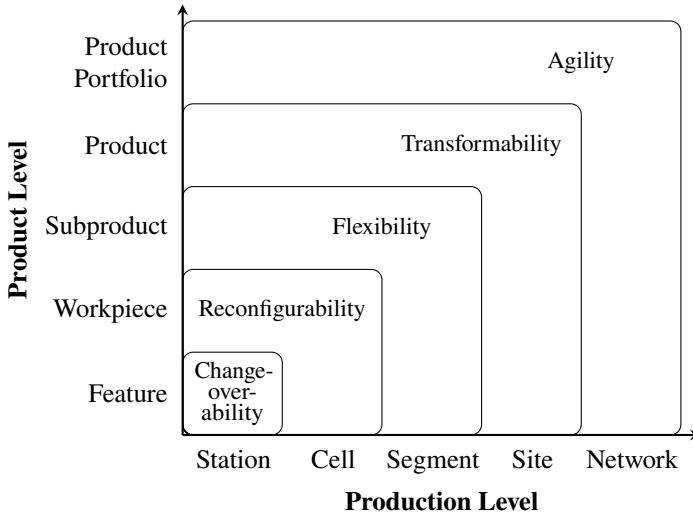 Product
Portfolio
Agility
Product
Transformability
Subproduct
Flexibility
Workpiece
Reconfigurability
Feature
Change-
over-
ability
Product Level
Station Cell Segment Site Network
Production Level